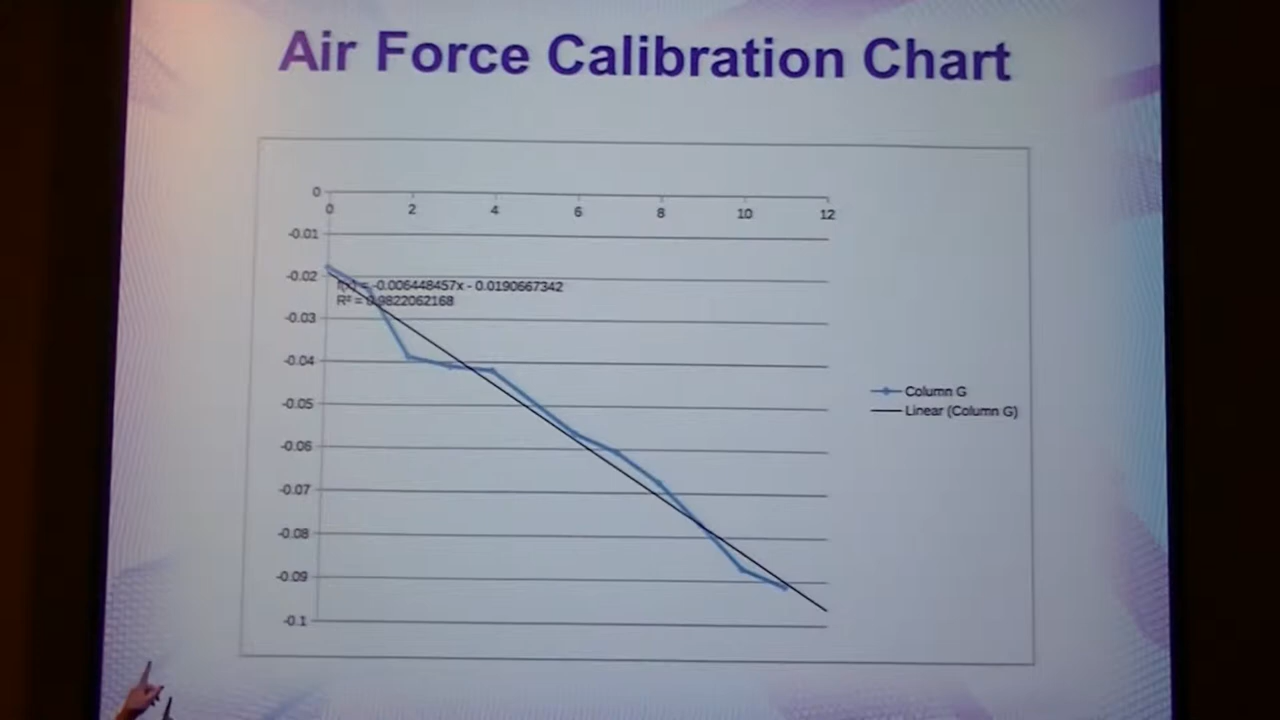 Air Force Calibration Chart
0
0 2 4 6 8 10 12
-0.01
-0.02
f(x) = -0.006448457x - 0.0190667342
R² = 0.9822062168
-0.03
-0.04
-0.05
-0.06
-0.07
-0.08
-0.09
-0.1
Column G
Linear (Column G)